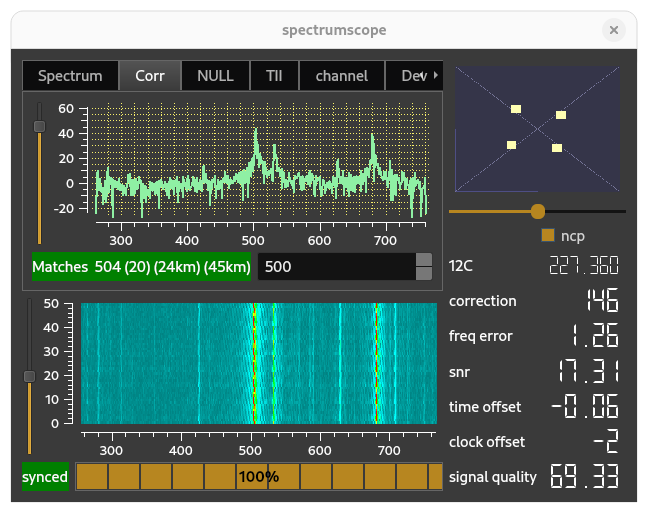 spectrumscope
Spectrum Corr NULL TII channel Dev
60
40
20
0
-20
300 400 500 600 700
Matches 504 (20) (24km) (45km) 500
ncp
12C 227.360
correction 146
freq error 1.26
snr 17.31
time offset -0.06
clock offset -2
signal quality 69.33
50
40
30
20
10
0
300 400 500 600 700
synced 100%